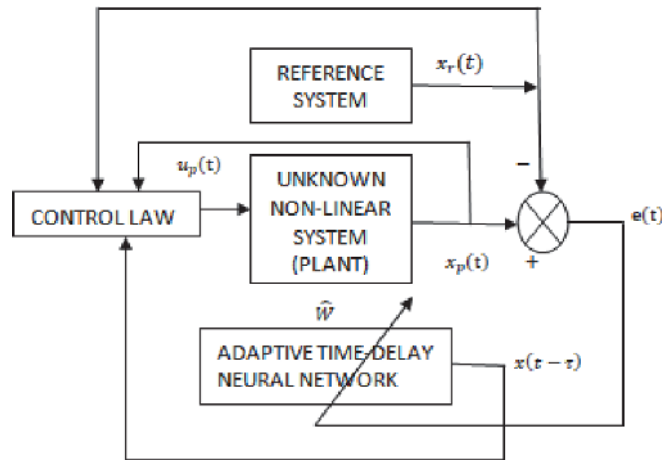 REFERENCE
SYSTEM
x_r(t)
−
u_p(t)
CONTROL LAW
UNKNOWN
NON-LINEAR
SYSTEM
(PLANT)
e(t)
+
x_p(t)
Ŵ
ADAPTIVE TIME-DELAY
NEURAL NETWORK
x(t − τ)